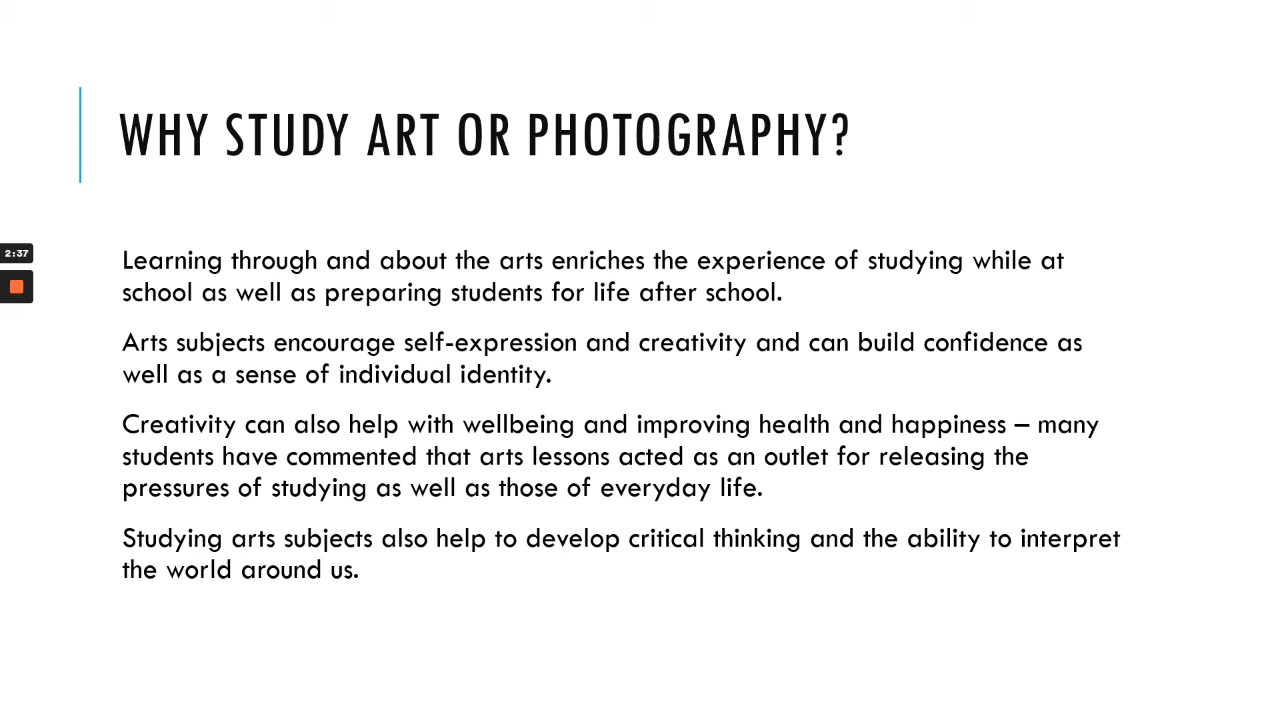 WHY STUDY ART OR PHOTOGRAPHY?
2:37
Learning through and about the arts enriches the experience of studying while at
school as well as preparing students for life after school.
Arts subjects encourage self-expression and creativity and can build confidence as
well as a sense of individual identity.
Creativity can also help with wellbeing and improving health and happiness – many
students have commented that arts lessons acted as an outlet for releasing the
pressures of studying as well as those of everyday life.
Studying arts subjects also help to develop critical thinking and the ability to interpret
the world around us.